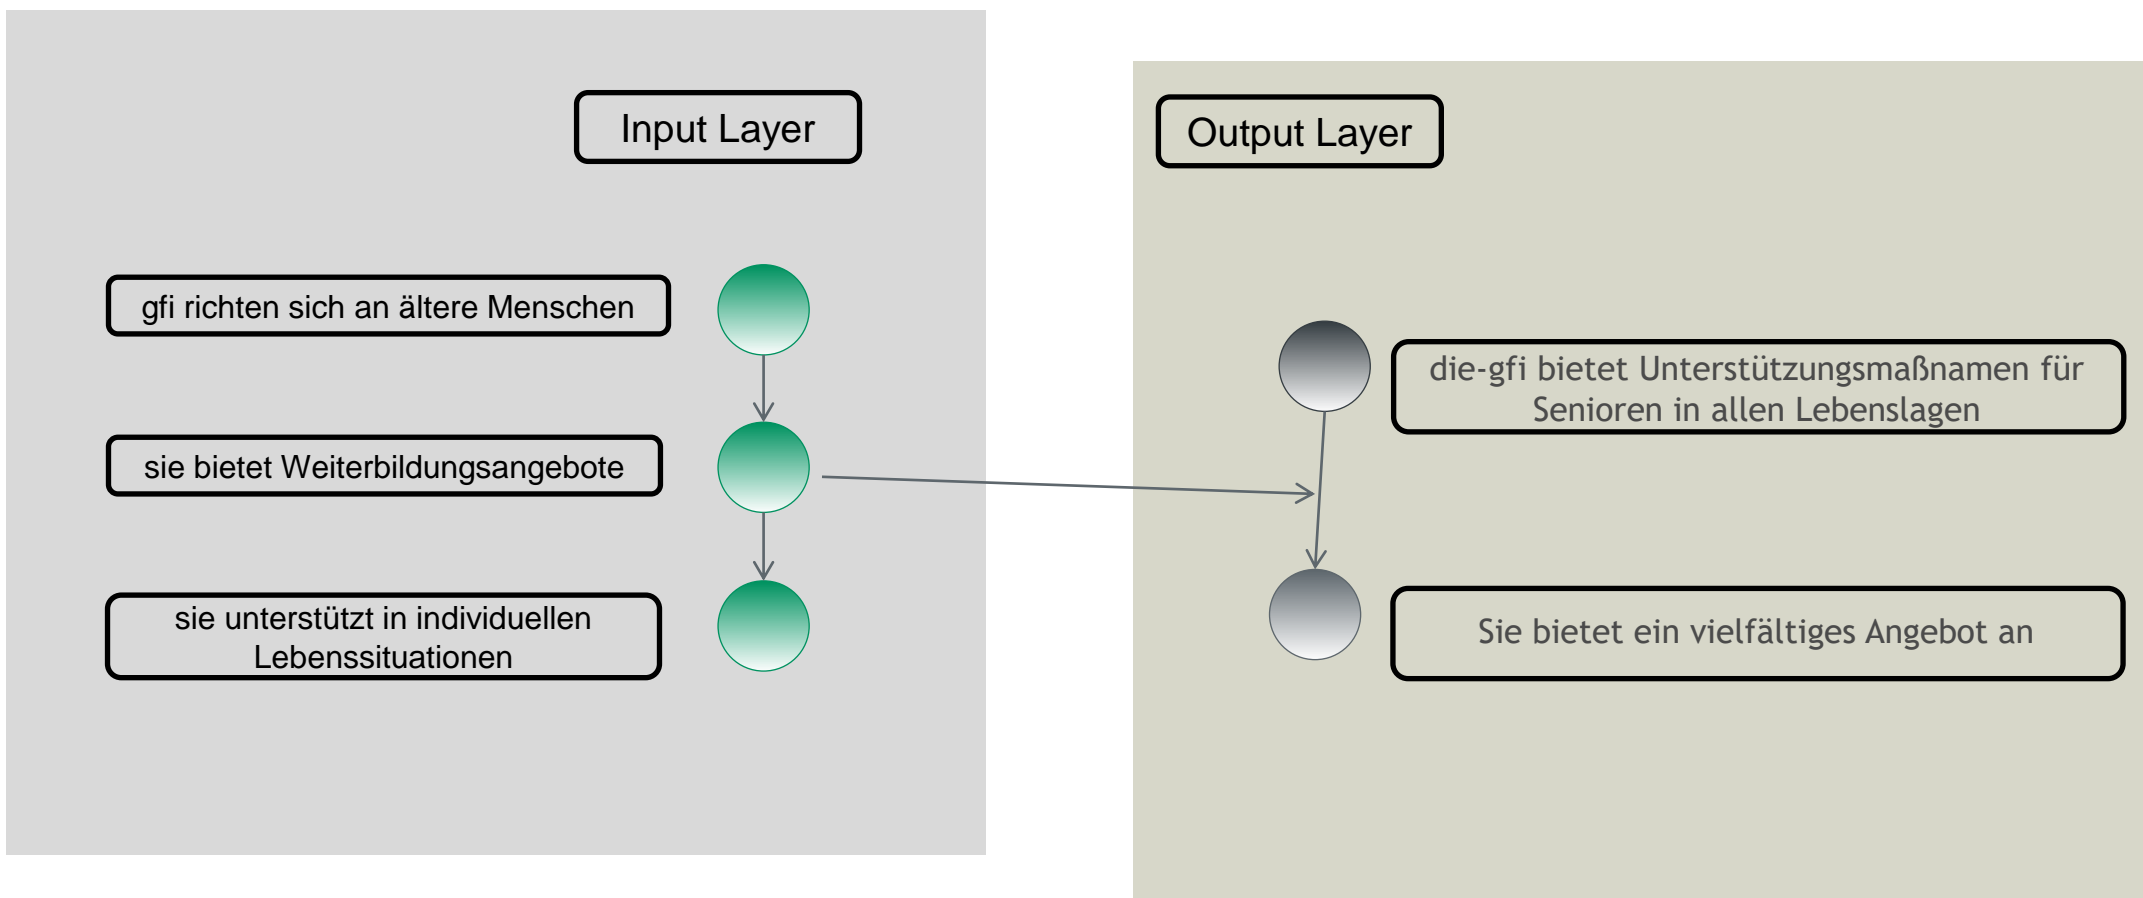 Input Layer
gfi richten sich an ältere Menschen
sie bietet Weiterbildungsangebote
sie unterstützt in individuellen
Lebenssituationen
Output Layer
die-gfi bietet Unterstützungsmaßnamen für
Senioren in allen Lebenslagen
Sie bietet ein vielfältiges Angebot an